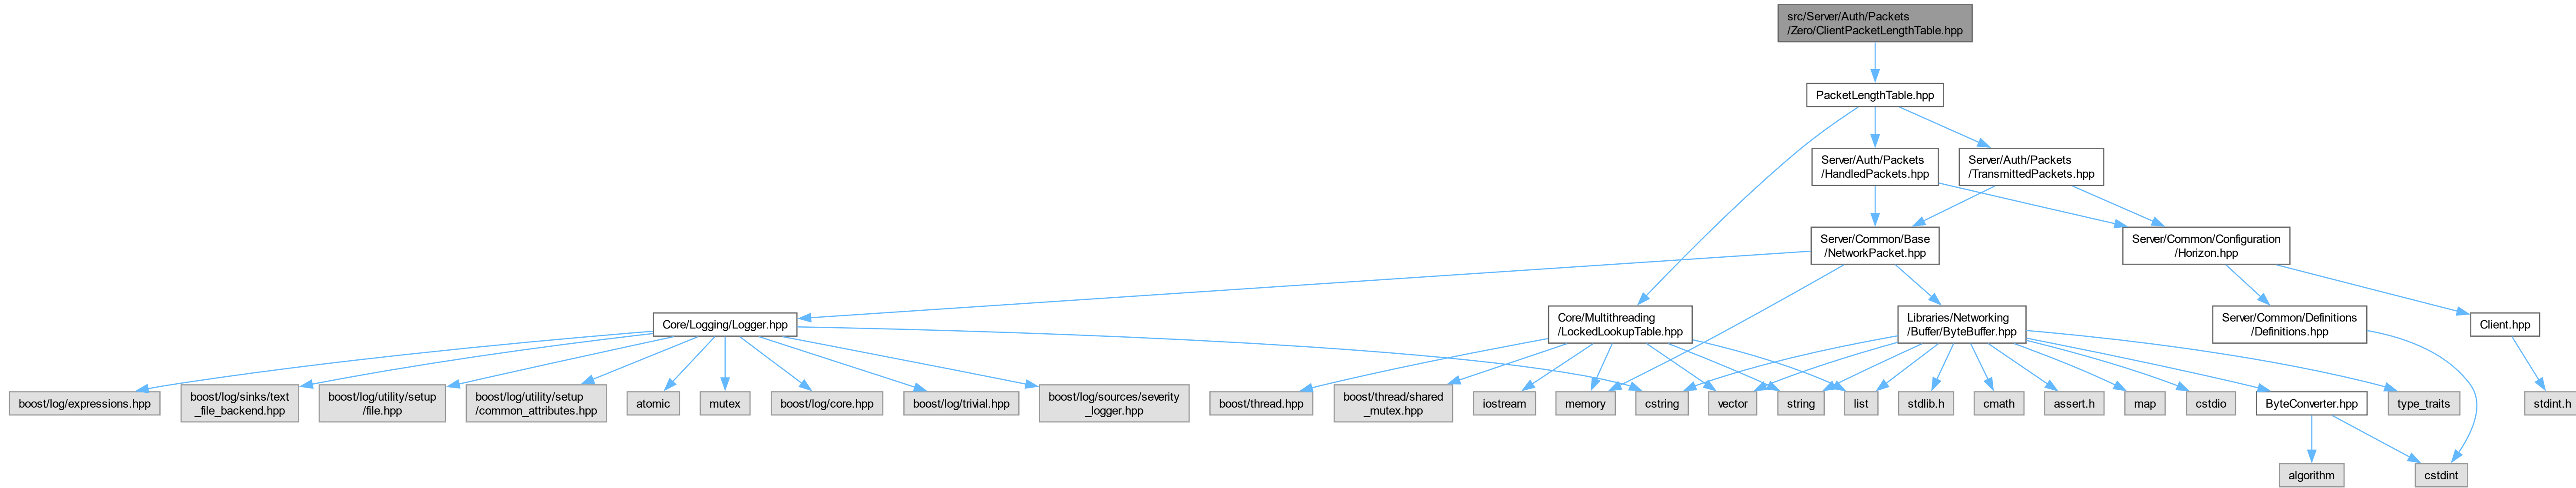 src/Server/Auth/Packets
/Zero/ClientPacketLengthTable.hpp
PacketLengthTable.hpp
Server/Auth/Packets
/HandledPackets.hpp
Server/Auth/Packets
/TransmittedPackets.hpp
Server/Common/Base
/NetworkPacket.hpp
Server/Common/Configuration
/Horizon.hpp
Core/Logging/Logger.hpp
Core/Multithreading
/LockedLookupTable.hpp
Libraries/Networking
/Buffer/ByteBuffer.hpp
Server/Common/Definitions
/Definitions.hpp
Client.hpp
boost/log/expressions.hpp
boost/log/sinks/text
_file_backend.hpp
boost/log/utility/setup
/file.hpp
boost/log/utility/setup
/common_attributes.hpp
atomic
mutex
boost/log/core.hpp
boost/log/trivial.hpp
boost/log/sources/severity
_logger.hpp
boost/thread.hpp
boost/thread/shared
_mutex.hpp
iostream
memory
cstring
vector
string
list
stdlib.h
cmath
assert.h
map
cstdio
ByteConverter.hpp
type_traits
stdint.h
algorithm
cstdint